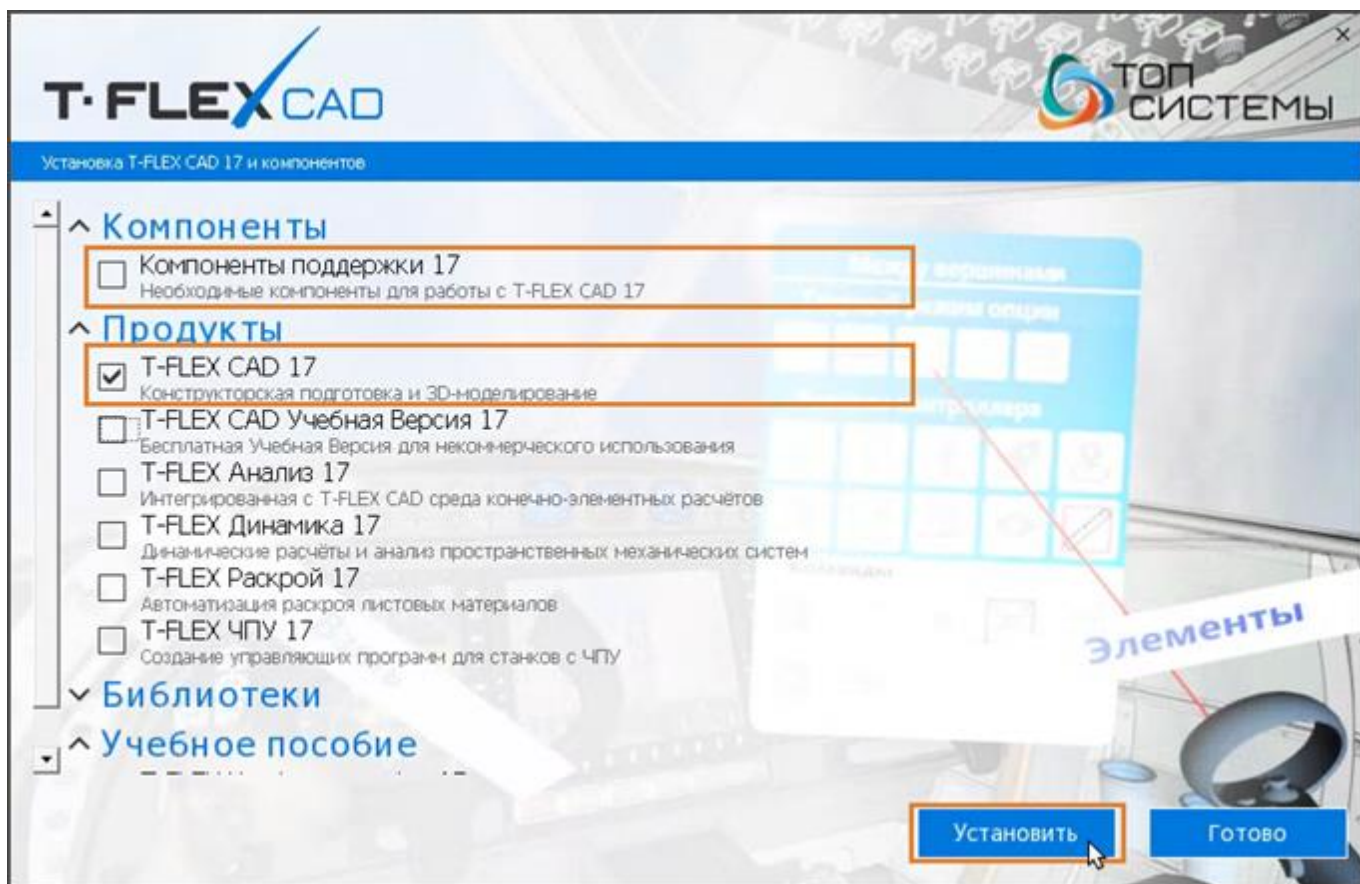 T-FLEX CAD
ТОП
СИСТЕМЫ
Установка T-FLEX CAD 17 и компонентов
Компоненты
Компоненты поддержки 17
Необходимые компоненты для работы с T-FLEX CAD 17
Продукты
T-FLEX CAD 17
Конструкторская подготовка и 3D-моделирование
T-FLEX CAD Учебная Версия 17
Бесплатная Учебная Версия для некоммерческого использования
T-FLEX Анализ 17
Интегрированная с T-FLEX CAD среда конечно-элементных расчётов
T-FLEX Динамика 17
Динамические расчёты и анализ пространственных механических систем
T-FLEX Раскрой 17
Автоматизация раскроя листовых материалов
T-FLEX ЧПУ 17
Создание управляющих программ для станков с ЧПУ
Библиотеки
Учебное пособие
Между вершинами
Элементы
Установить
Готово